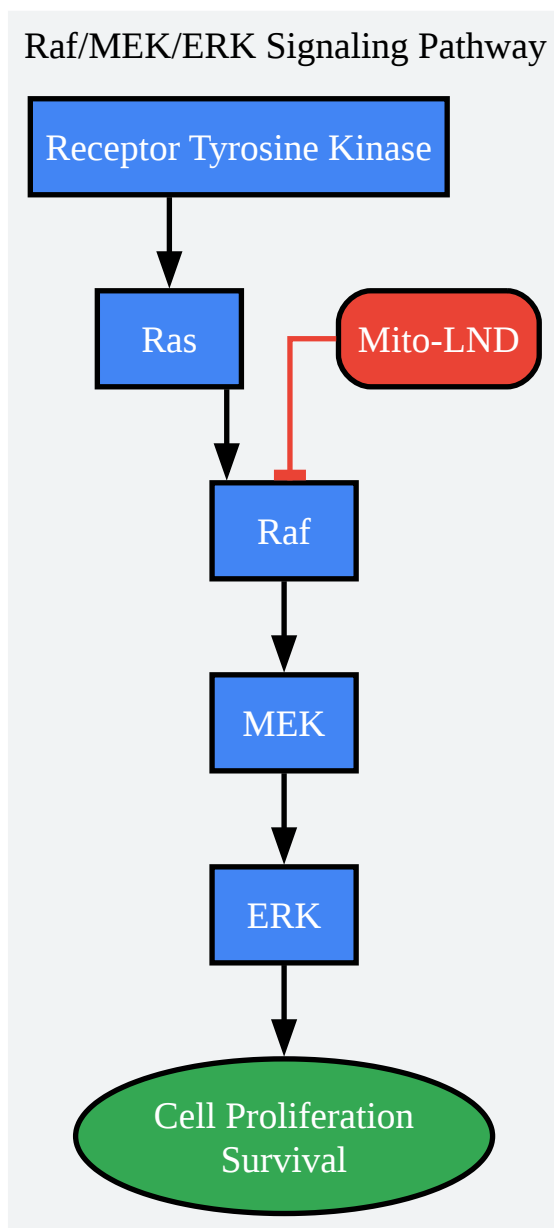 Raf/MEK/ERK Signaling Pathway
Receptor Tyrosine Kinase
Ras
Mito-LND
Raf
MEK
ERK
Cell Proliferation
Survival